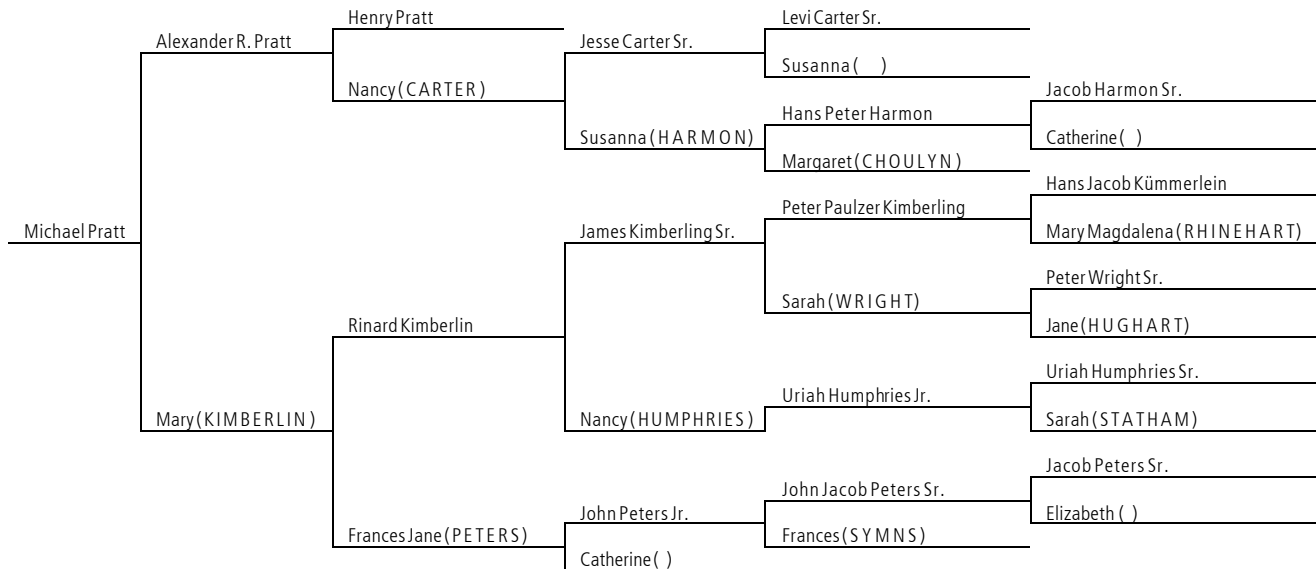 Henry Pratt
Levi Carter Sr.
Alexander R. Pratt
Jesse Carter Sr.
Susanna ( )
Nancy (CARTER)
Jacob Harmon Sr.
Hans Peter Harmon
Susanna (HARMON)
Catherine ( )
Margaret (CHOULYN)
Hans Jacob Kümmerlein
Peter Paulzer Kimberling
Michael Pratt
James Kimberling Sr.
Mary Magdalena (RHINEHART)
Peter Wright Sr.
Sarah (WRIGHT)
Rinard Kimberlin
Jane (HUGHART)
Uriah Humphries Sr.
Uriah Humphries Jr.
Mary (KIMBERLIN)
Nancy (HUMPHRIES)
Sarah (STATHAM)
Jacob Peters Sr.
John Jacob Peters Sr.
John Peters Jr.
Elizabeth ( )
Frances Jane (PETERS)
Frances (SYMNS)
Catherine ( )